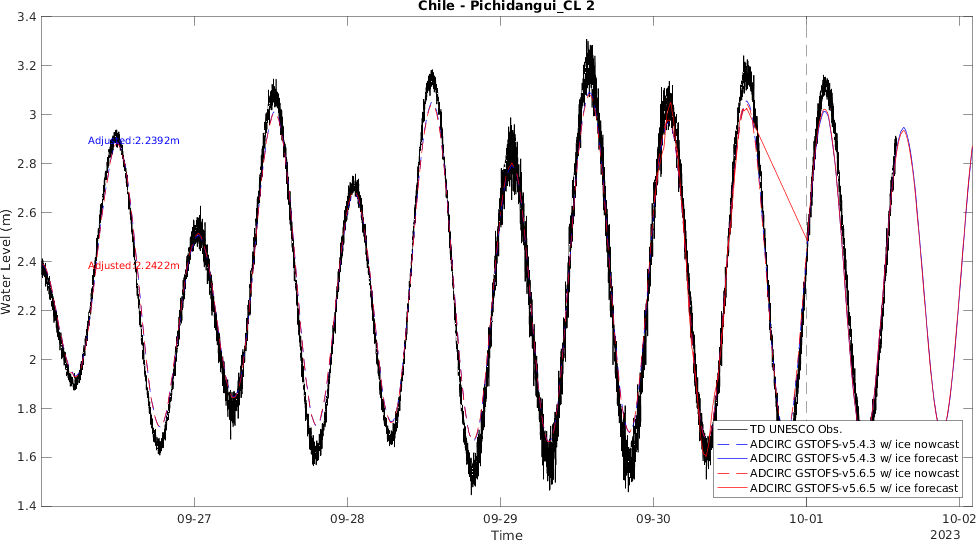 Chile - Pichidangui_CL 2
3.4
3.2
3
2.8
2.6
2.4
2.2
2
1.8
1.6
1.4
Water Level (m)
Adjusted:2.2392m
Adjusted:2.2422m
TD UNESCO Obs.
ADCIRC GSTOFS-v5.4.3 w/ ice nowcast
ADCIRC GSTOFS-v5.4.3 w/ ice forecast
ADCIRC GSTOFS-v5.6.5 w/ ice nowcast
ADCIRC GSTOFS-v5.6.5 w/ ice forecast
09-27
09-28
09-29
09-30
10-01
10-02
Time
2023